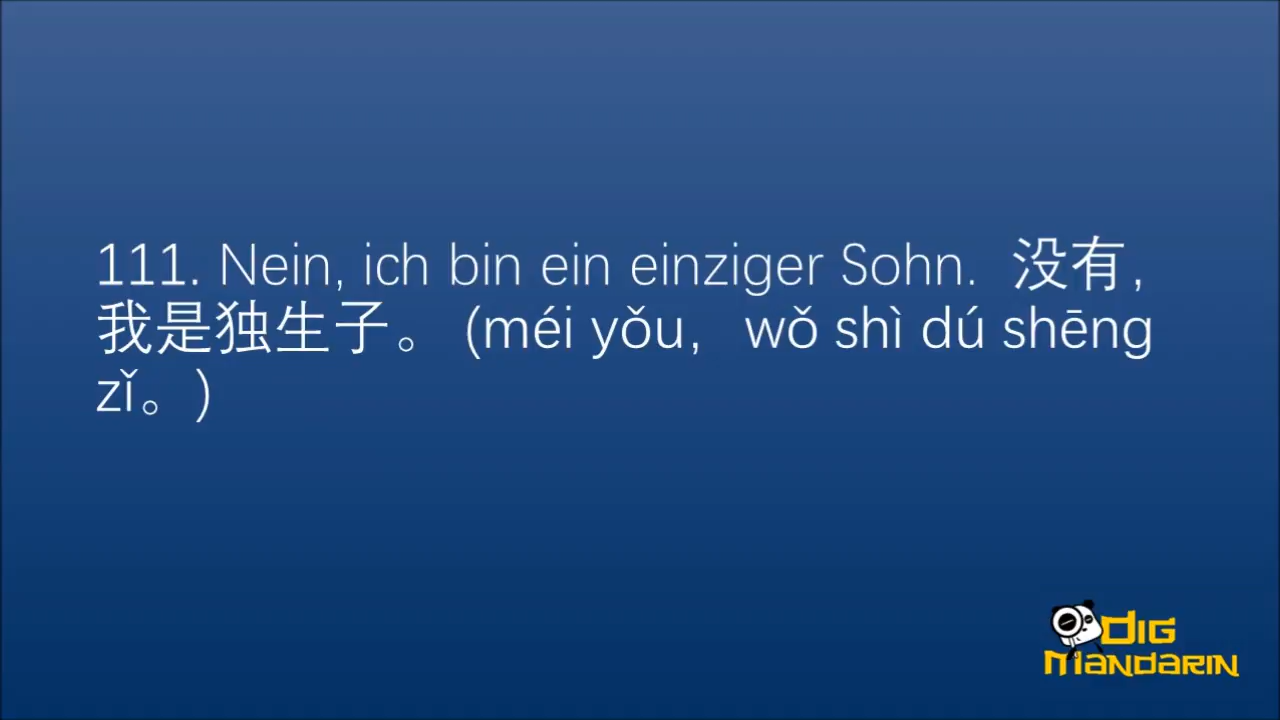 111. Nein, ich bin ein einziger Sohn. 没有，
我是独生子。 (méi yǒu， wǒ shì dú shēng
zǐ。)
DIG
MANDARIN